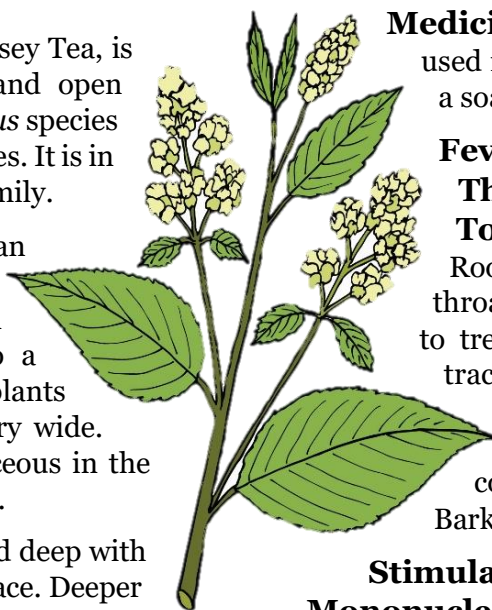 sey Tea, is
and open
us species
es. It is in
mily.
an
a
plants
ry wide.
ceous in the
d deep with
ace. Deeper
Medici
used
a soa
Fev
Th
To
Roo
throa
to tre
trac
co
Bark
Stimula
Mononuclea